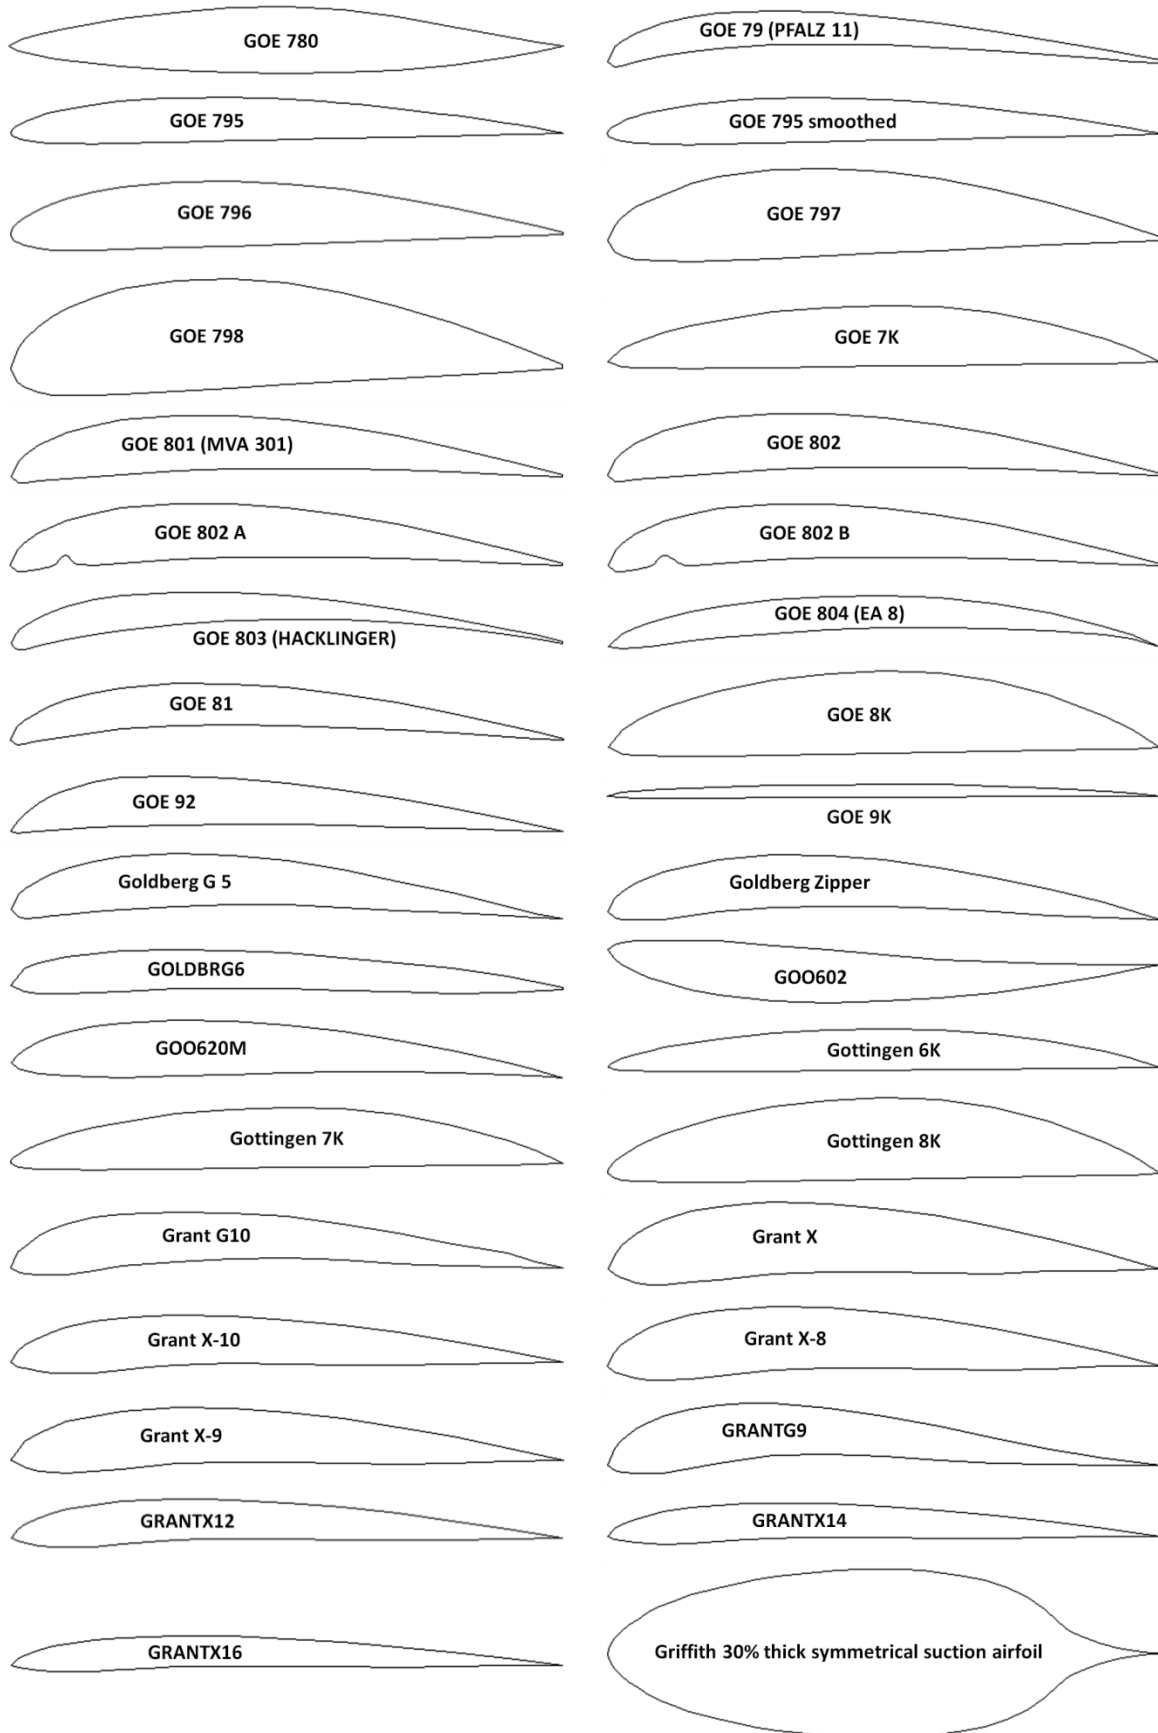 GOE 780
GOE 79 (PFALZ 11)
GOE 795
GOE 795 smoothed
GOE 796
GOE 797
GOE 798
GOE 7K
GOE 801 (MVA 301)
GOE 802
GOE 802 A
GOE 802 B
GOE 803 (HACKLINGER)
GOE 804 (EA 8)
GOE 81
GOE 8K
GOE 92
GOE 9K
Goldberg G 5
Goldberg Zipper
GOLDBRG6
GOO602
GOO620M
Gottingen 6K
Gottingen 7K
Gottingen 8K
Grant G10
Grant X
Grant X-10
Grant X-8
Grant X-9
GRANTG9
GRANTX12
GRANTX14
GRANTX16
Griffith 30% thick symmetrical suction airfoil